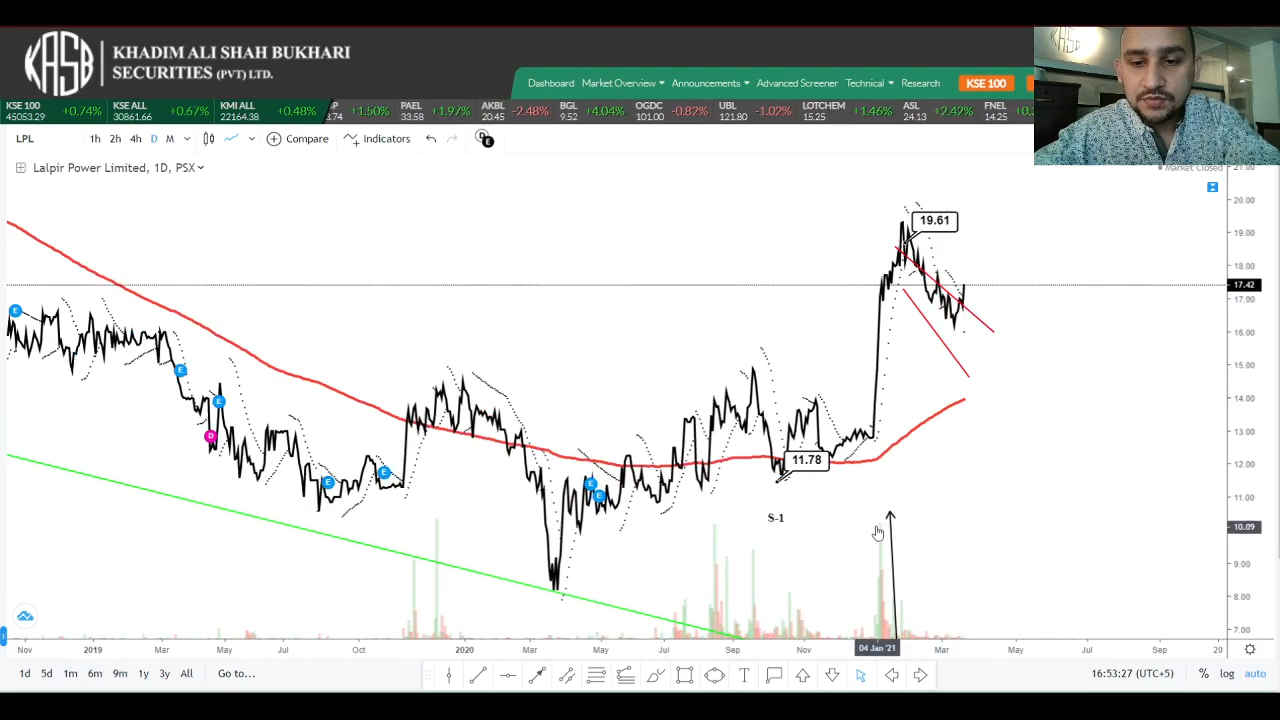 KASB
KHADIM ALI SHAH BUKHARI
SECURITIES (PVT) LTD.
Dashboard Market Overview Announcements Advanced Screener Technical Research KSE 100
KSE 100 45053.29 +0.74% KSE ALL 30861.66 +0.67% KMI ALL 22164.38 +0.48% +1.50% PAEL 33.58 +1.97% AKBL 20.45 -2.48% BGL 9.52 +4.04% OGDC 101.00 -0.82% UBL 121.80 -1.02% LOTCHEM 15.25 +1.46% ASL 24.13 +2.42% FNEL 14.25
LPL 1h 2h 4h D M Compare Indicators
Lalpir Power Limited, 1D, PSX
Market Closed
21.00
20.00
19.61
19.00
18.00
17.42
17.00
16.00
15.00
14.00
13.00
12.00
11.78
11.00
S-1
10.09
9.00
8.00
7.00
E
E
E
D
E
E
E
E
Nov 2019 Mar May Jul Oct 2020 Mar May Jul Sep Nov 04 Jan '21 Mar May Jul Sep Nov 20
1d 5d 1m 6m 9m 1y 3y All Go to... T 16:53:27 (UTC+5) % log auto